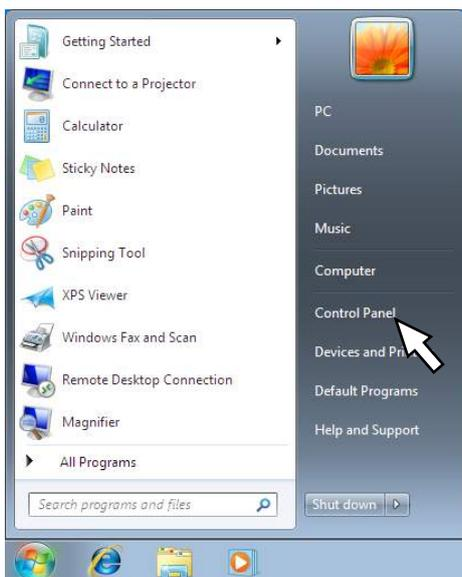 Getting Started
Connect to a Projector
Calculator
Sticky Notes
Paint
Snipping Tool
XPS Viewer
Windows Fax and Scan
Remote Desktop Connection
Magnifier
All Programs
Search programs and files
PC
Documents
Pictures
Music
Computer
Control Panel
Devices and
Default Programs
Help and Support
Shut down